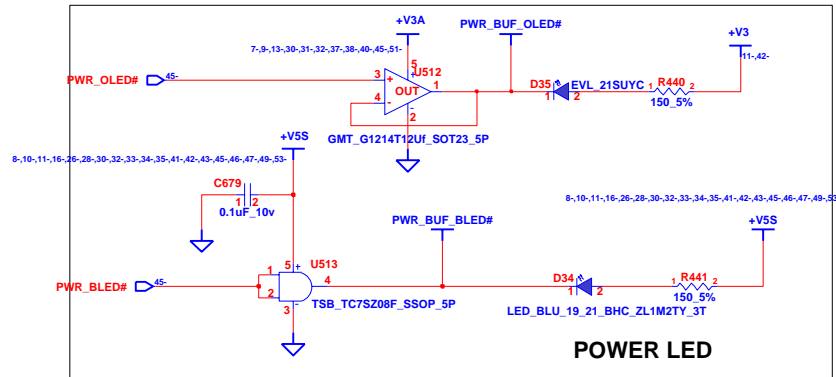 +V3A
PWR_BUF_OLED#
+V3
7-,9-,13-,30-,31-,32-,37-,38-,40-,45-,51-
11-,42-
PWR_OLED#
45-
5
U512
+
3
+
OUT
1
4
-
-
2
D35
EVL_21SUYC
1
2
R440
1
2
150_5%
GMT_G1214T12Uf_SOT23_5P
+V5S
8-,10-,11-,16-,26-,28-,30-,32-,33-,34-,35-,41-,42-,43-,45-,46-,47-,49-,53-
C679
1
2
0.1uF_10v
PWR_BUF_BLED#
8-,10-,11-,16-,26-,28-,30-,32-,33-,34-,35-,41-,42-,43-,45-,46-,47-,49-,53
+V5S
PWR_BLED#
45-
5
+
U513
1
2
4
3
-
TSB_TC7SZ08F_SSOP_5P
D34
1
2
LED_BLU_19_21_BHC_ZL1M2TY_3T
R441
1
2
150_5%
POWER LED